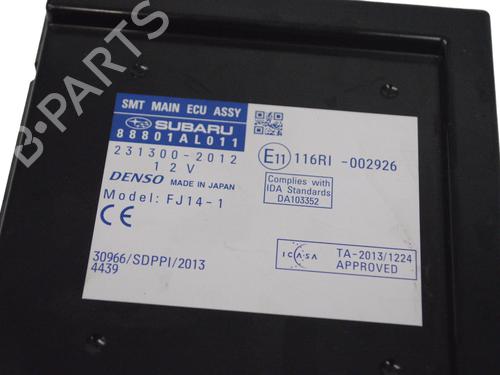 B-PARTS
SMT MAIN ECU ASSY
SUBARU
88801AL011
231300-2012
12V
DENSO MADE IN JAPAN
Model: FJ14-1
CE
30966/SDPPI/2013
4439
E11 116RI -002926
Complies with
IDA Standards
DA103352
ICASA
TA-2013/1224
APPROVED